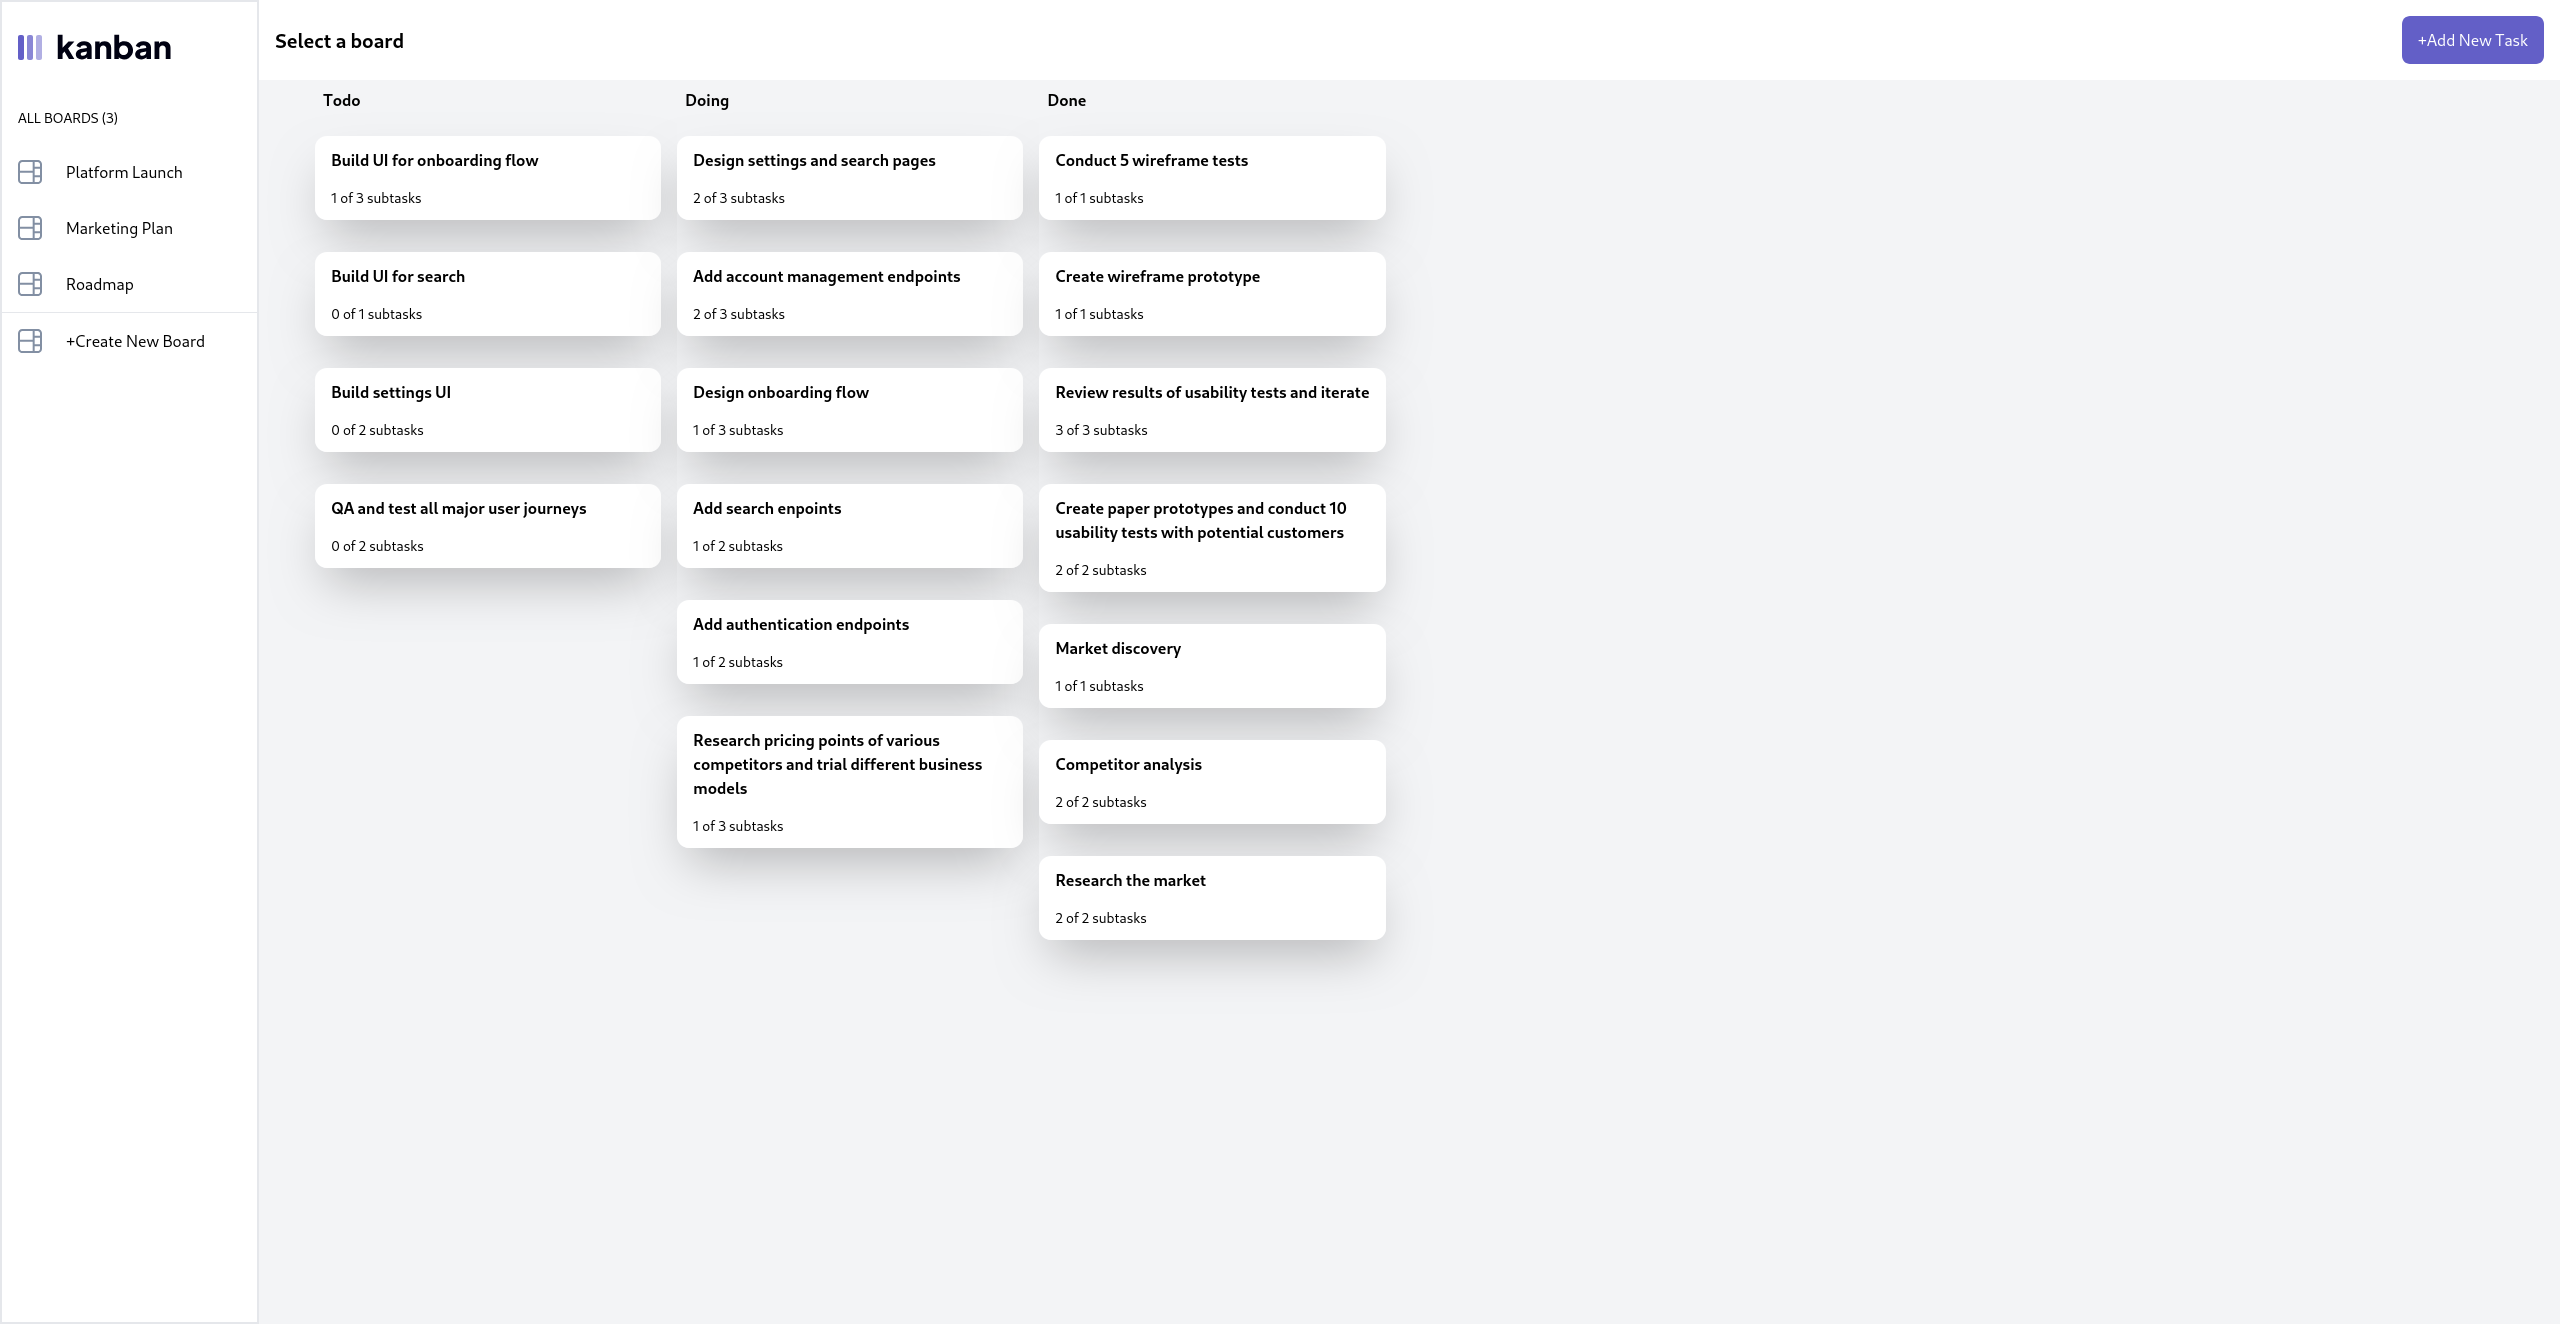 kanban
ALL BOARDS (3)
Platform Launch
Marketing Plan
Roadmap
+Create New Board
Select a board
+Add New Task
Todo
Build UI for onboarding flow
1 of 3 subtasks
Build UI for search
0 of 1 subtasks
Build settings UI
0 of 2 subtasks
QA and test all major user journeys
0 of 2 subtasks
Doing
Design settings and search pages
2 of 3 subtasks
Add account management endpoints
2 of 3 subtasks
Design onboarding flow
1 of 3 subtasks
Add search enpoints
1 of 2 subtasks
Add authentication endpoints
1 of 2 subtasks
Research pricing points of various
competitors and trial different business
models
1 of 3 subtasks
Done
Conduct 5 wireframe tests
1 of 1 subtasks
Create wireframe prototype
1 of 1 subtasks
Review results of usability tests and iterate
3 of 3 subtasks
Create paper prototypes and conduct 10
usability tests with potential customers
2 of 2 subtasks
Market discovery
1 of 1 subtasks
Competitor analysis
2 of 2 subtasks
Research the market
2 of 2 subtasks